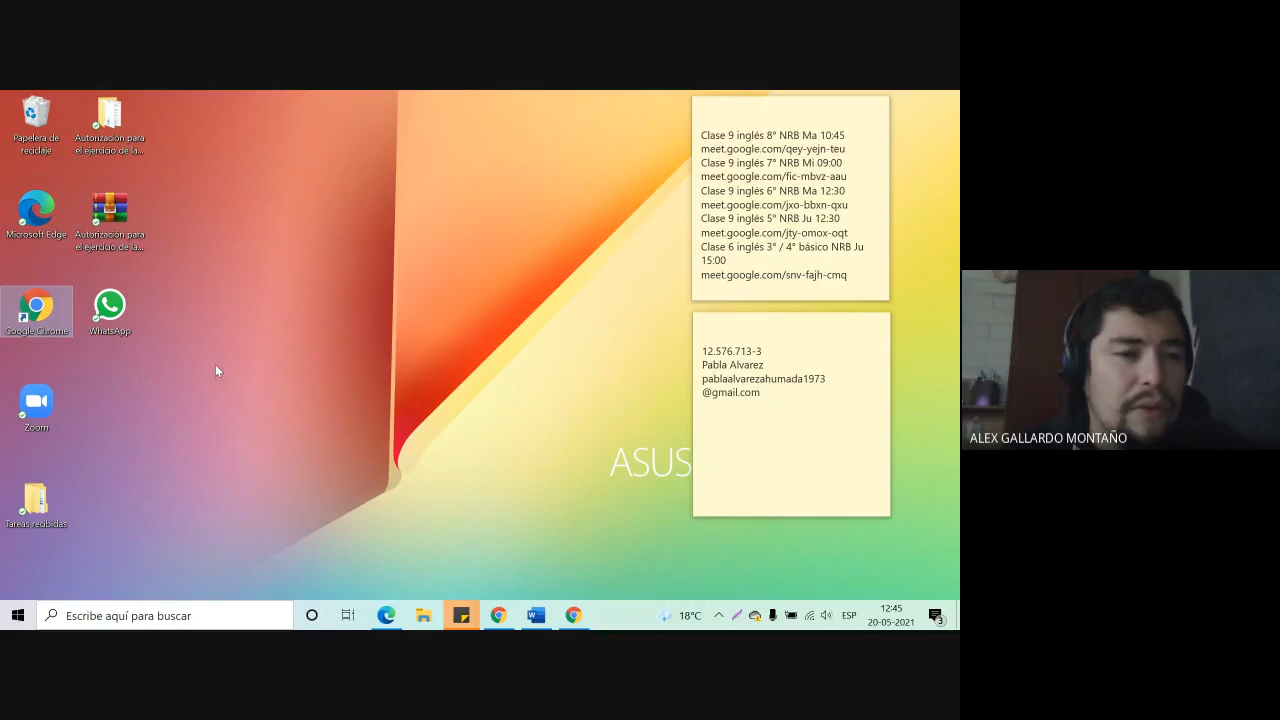 Papelera de
reciclaje
Autorización para
el ejercicio de la...
Microsoft Edge
Autorización para
el ejercicio de la...
Google Chrome
WhatsApp
Zoom
Tareas recibidas
Clase 9 inglés 8° NRB Ma 10:45
meet.google.com/qey-yejn-teu
Clase 9 inglés 7° NRB Mi 09:00
meet.google.com/fic-mbvz-aau
Clase 9 inglés 6° NRB Ma 12:30
meet.google.com/jxo-bbxn-qxu
Clase 9 inglés 5° NRB Ju 12:30
meet.google.com/jty-omox-oqt
Clase 6 inglés 3° / 4° básico NRB Ju
15:00
meet.google.com/snv-fajh-cmq
12.576.713-3
Pabla Alvarez
pablaalvarezahumada1973
@gmail.com
ASUS
ALEX GALLARDO MONTAÑO
Escribe aquí para buscar
18°C
ESP
12:45
20-05-2021
3